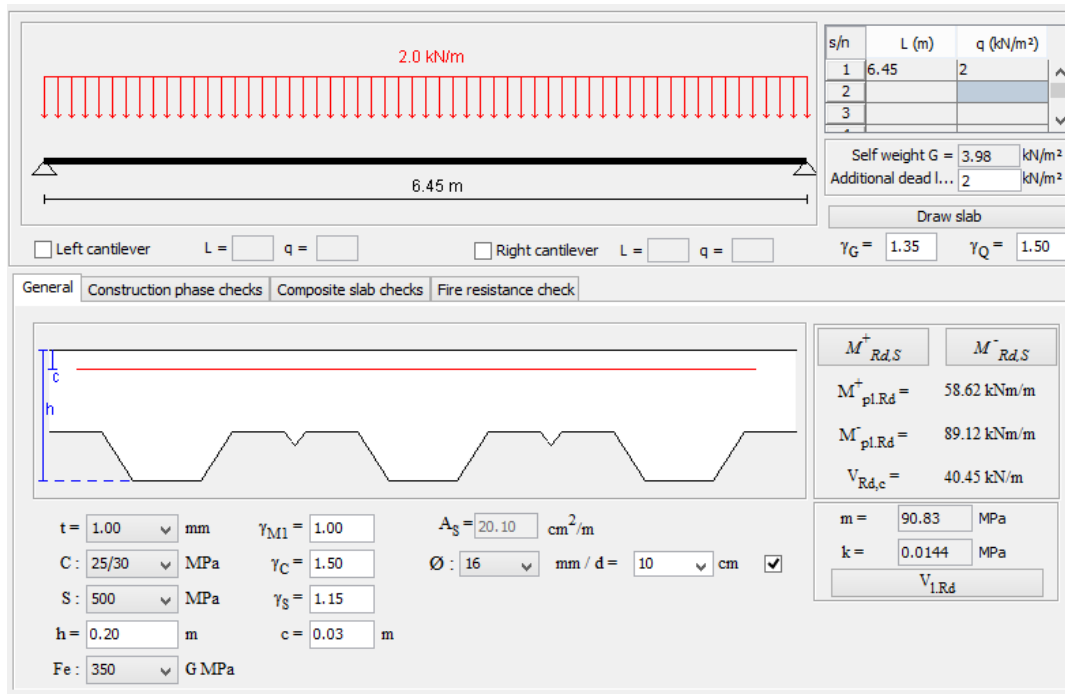 2.0 kN/m
6.45 m
s/n L (m) q (kN/m²)
1 6.45 2
2
3
Self weight G = 3.98 kN/m²
Additional dead l... 2 kN/m²
Draw slab
γG = 1.35 γQ = 1.50
Left cantilever L = q =
Right cantilever L = q =
General Construction phase checks Composite slab checks Fire resistance check
c
h
M+Rd,S M-Rd,S
M+pl.Rd = 58.62 kNm/m
M-pl.Rd = 89.12 kNm/m
VRd,c = 40.45 kN/m
m = 90.83 MPa
k = 0.0144 MPa
V1.Rd
t = 1.00 mm γM1 = 1.00 AS = 20.10 cm²/m
C : 25/30 MPa γC = 1.50 Ø : 16 mm / d = 10 cm
S : 500 MPa γS = 1.15
h = 0.20 m c = 0.03 m
Fe : 350 G MPa